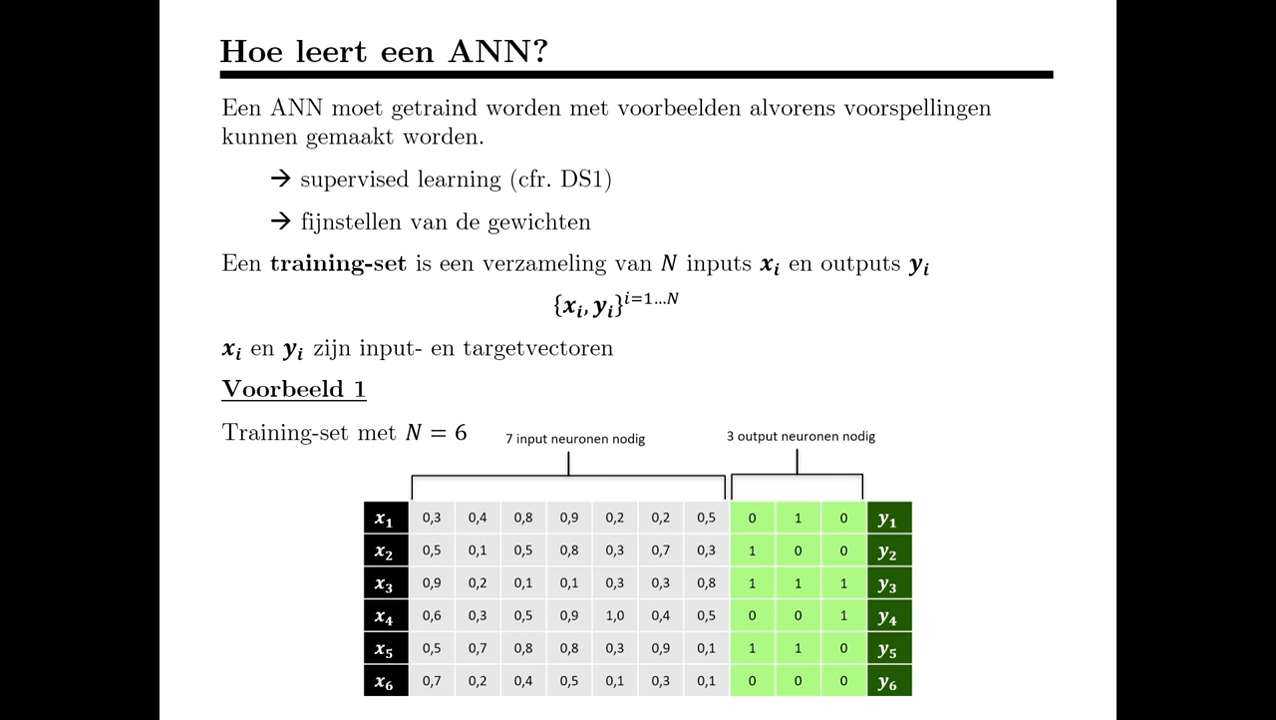 Hoe leert een ANN?
Een ANN moet getraind worden met voorbeelden alvorens voorspellingen
kunnen gemaakt worden.
→ supervised learning (cfr. DS1)
→ fijnstellen van de gewichten
Een training-set is een verzameling van N inputs xᵢ en outputs yᵢ
{xᵢ, yᵢ}ⁱ⁼¹…ᴺ
xᵢ en yᵢ zijn input- en targetvectoren
Voorbeeld 1
Training-set met N = 6
7 input neuronen nodig
3 output neuronen nodig
x₁ 0,3 0,4 0,8 0,9 0,2 0,2 0,5 0 1 0 y₁
x₂ 0,5 0,1 0,5 0,8 0,3 0,7 0,3 1 0 0 y₂
x₃ 0,9 0,2 0,1 0,1 0,3 0,3 0,8 1 1 1 y₃
x₄ 0,6 0,3 0,5 0,9 1,0 0,4 0,5 0 0 1 y₄
x₅ 0,5 0,7 0,8 0,8 0,3 0,9 0,1 1 1 0 y₅
x₆ 0,7 0,2 0,4 0,5 0,1 0,3 0,1 0 0 0 y₆